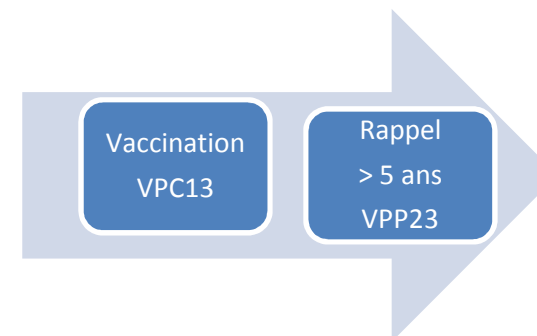 Vaccination
VPC13
Rappel
> 5 ans
VPP23